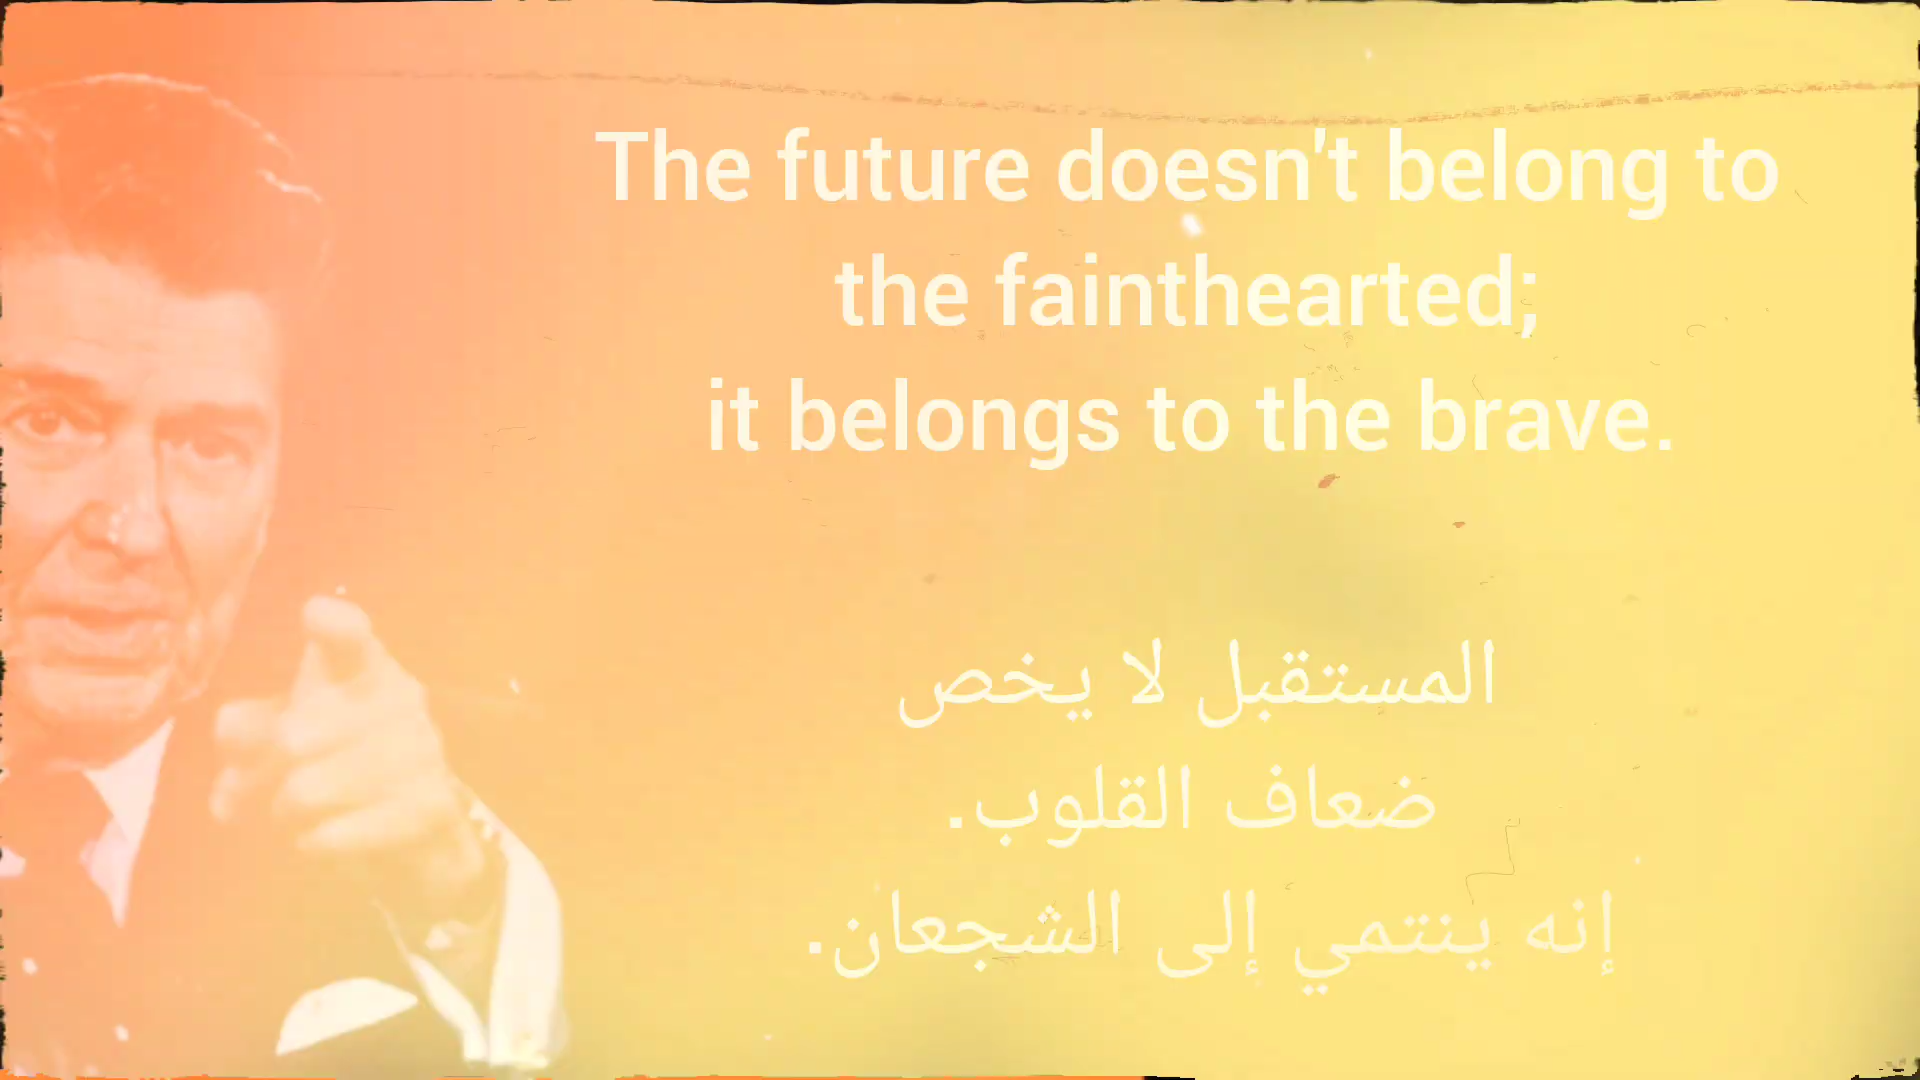 The future doesn't belong to
the fainthearted;
it belongs to the brave.
المستقبل لا يخص
ضعاف القلوب.
إنه ينتمي إلى الشجعان.